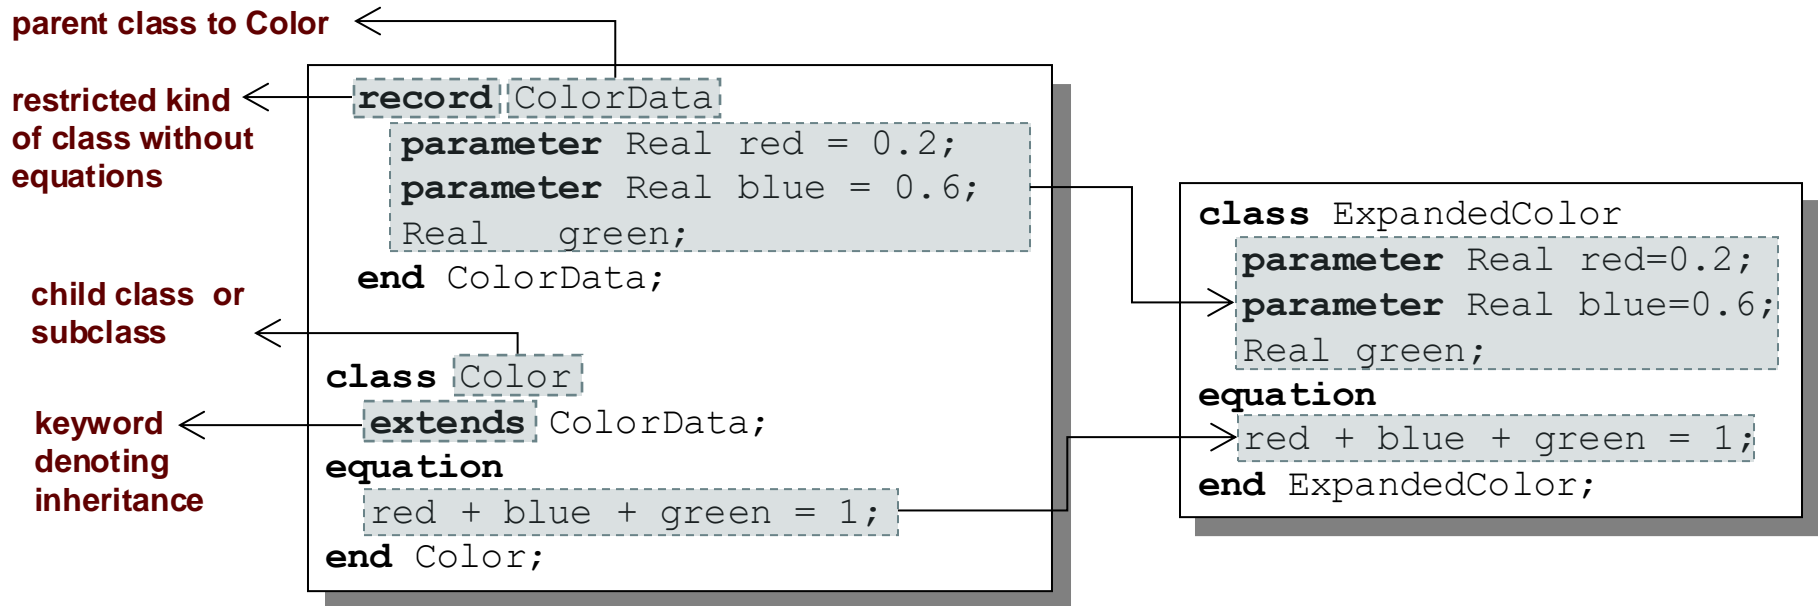 parent class to Color
restricted kind
of class without
equations
child class or
subclass
keyword
denoting
inheritance
record ColorData
parameter Real red = 0.2;
parameter Real blue = 0.6;
Real green;
end ColorData;
class Color
extends ColorData;
equation
red + blue + green = 1;
end Color;
class ExpandedColor
parameter Real red=0.2;
parameter Real blue=0.6;
Real green;
equation
red + blue + green = 1;
end ExpandedColor;